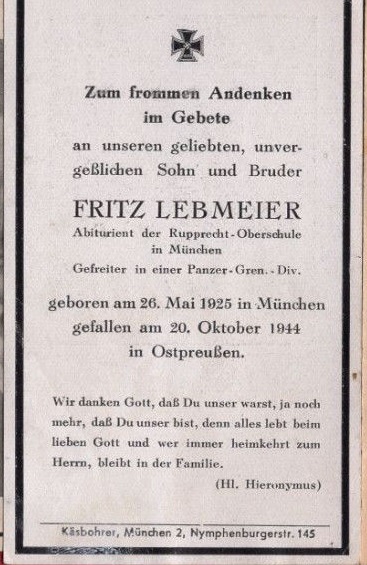 Zum frommen Andenken
im Gebete
an unseren geliebten, unver-
geßlichen Sohn und Bruder
FRITZ LEBMEIER
Abiturient der Rupprecht-Oberschule
in München
Gefreiter in einer Panzer-Gren.-Div.
geboren am 26. Mai 1925 in München
gefallen am 20. Oktober 1944
in Ostpreußen.
Wir danken Gott, daß Du unser warst, ja noch
mehr, daß Du unser bist, denn alles lebt beim
lieben Gott und wer immer heimkehrt zum
Herrn, bleibt in der Familie.
(Hl. Hieronymus)
Käsbohrer, München 2, Nymphenburgerstr. 145